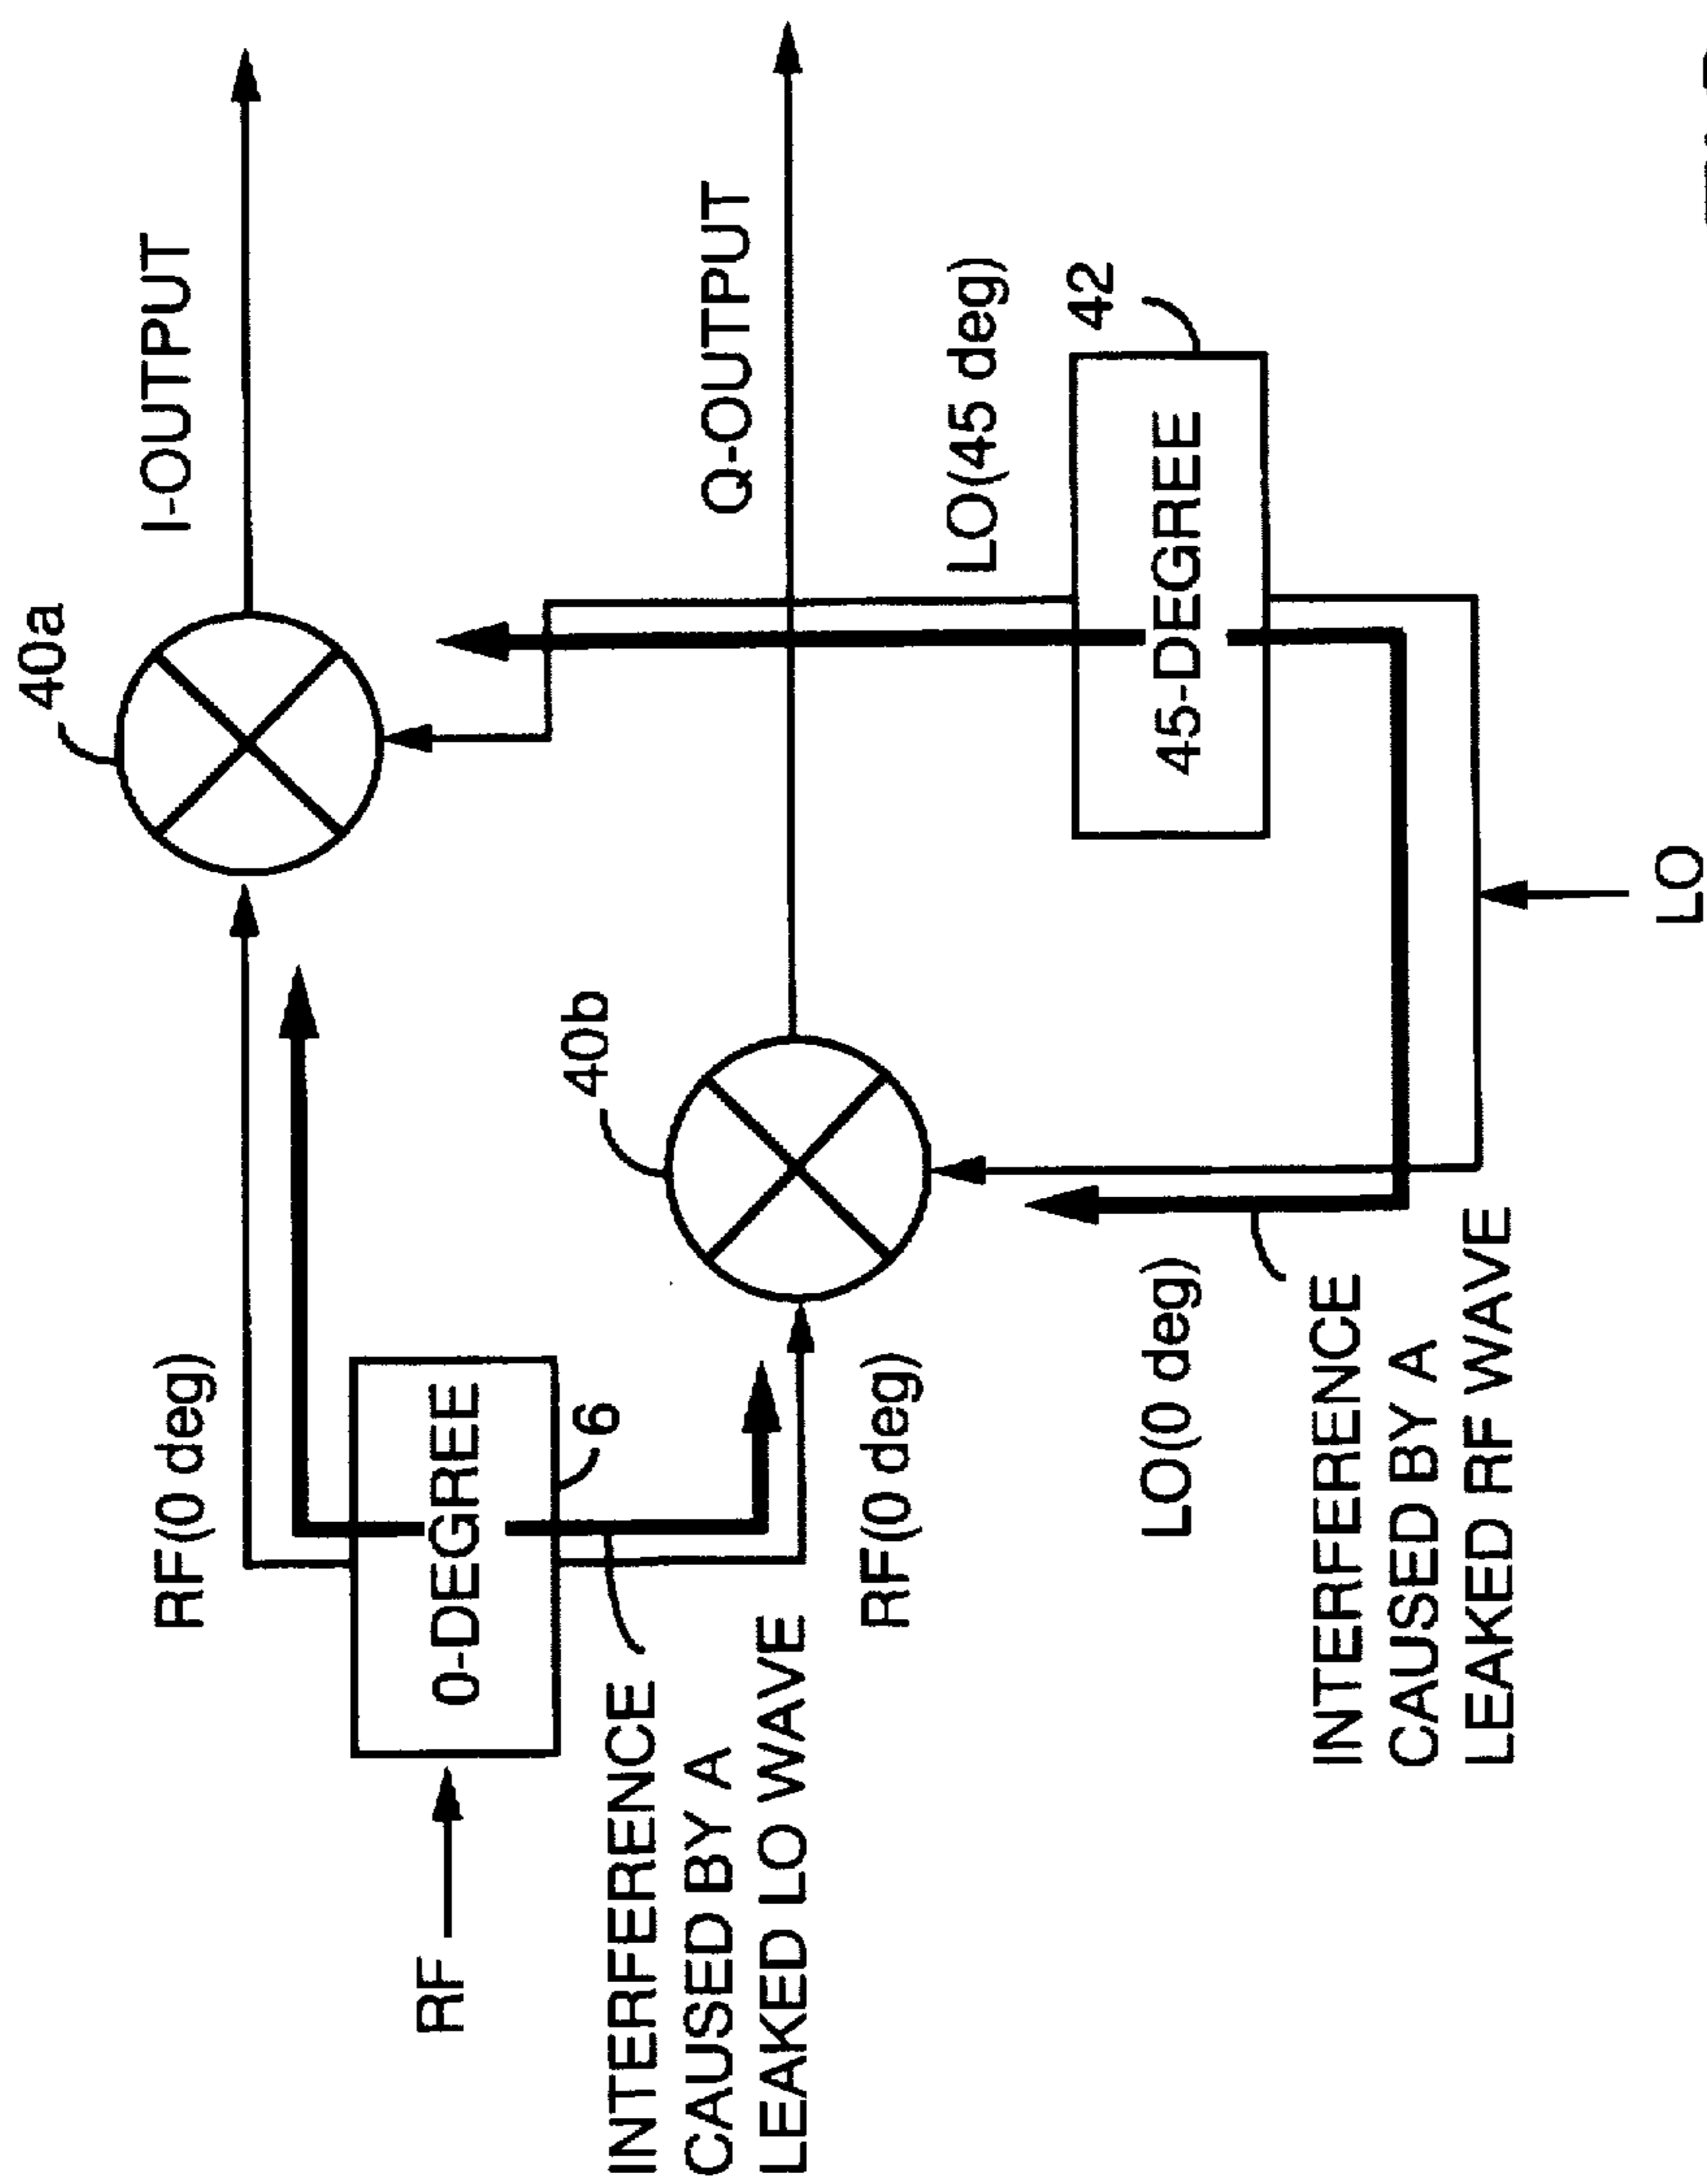 40a
I-OUTPUT
RF(0 deg)
RF
0-DEGREE
6
40b
Q-OUTPUT
INTERFERENCE
CAUSED BY A
LEAKED LO WAVE
RF(0 deg)
LO(45 deg)
42
45-DEGREE
LO(0 deg)
INTERFERENCE
CAUSED BY A
LEAKED RF WAVE
LO